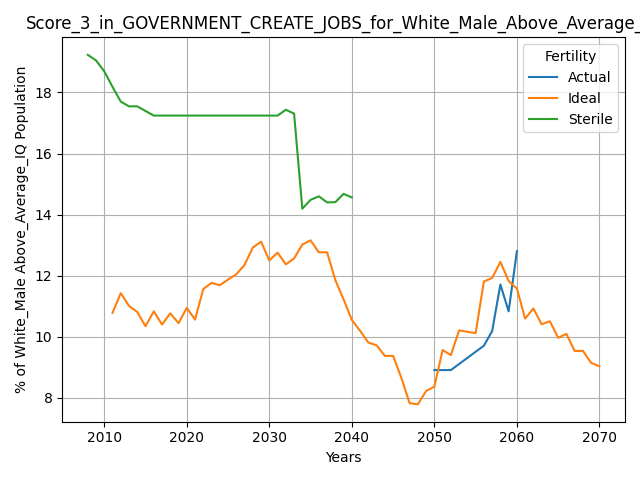 Score_3_in_GOVERNMENT_CREATE_JOBS_for_White_Male_Above_Average_
Fertility
Actual
Ideal
Sterile
% of White_Male Above_Average_IQ Population
18
16
14
12
10
8
2010 2020 2030 2040 2050 2060 2070
Years